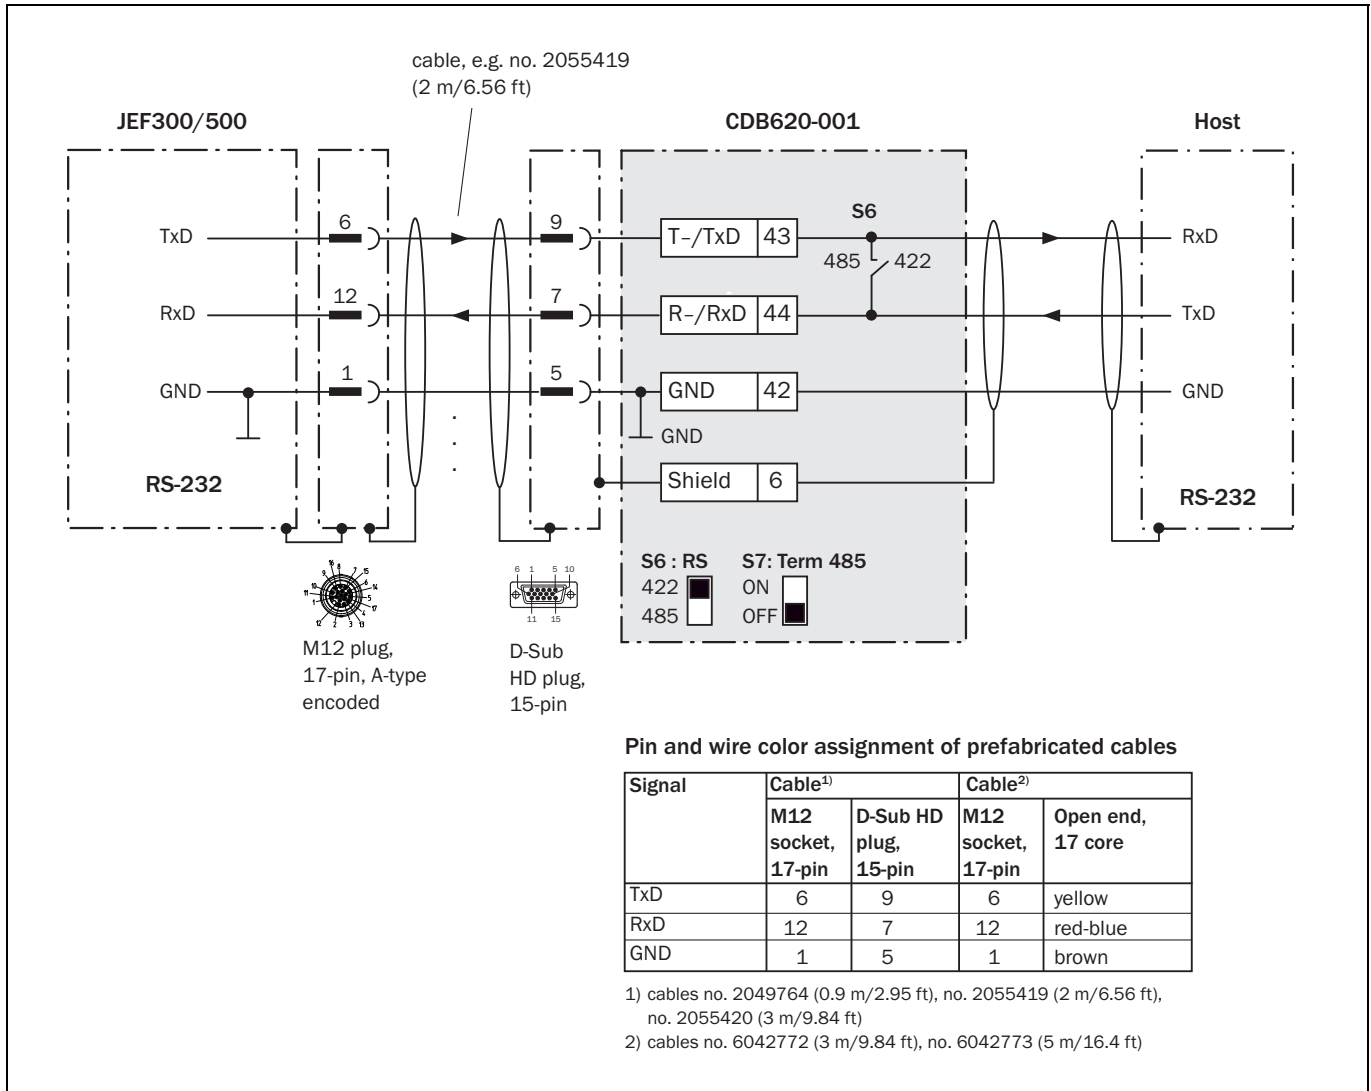 cable, e.g. no. 2055419
(2 m/6.56 ft)
JEF300/500
CDB620-001
Host
S6
TxD
6
9
T–/TxD 43
485
422
RxD
RxD
12
7
R–/RxD 44
TxD
GND
1
5
GND 42
GND
GND
Shield 6
RS-232
RS-232
S6 : RS
422
485
S7: Term 485
ON
OFF
6 1 5 10
11 15
M12 plug,
17-pin, A-type
encoded
D-Sub
HD plug,
15-pin
Pin and wire color assignment of prefabricated cables
Signal Cable1) Cable2)
M12 socket, 17-pin D-Sub HD plug, 15-pin M12 socket, 17-pin Open end, 17 core
TxD 6 9 6 yellow
RxD 12 7 12 red-blue
GND 1 5 1 brown
1) cables no. 2049764 (0.9 m/2.95 ft), no. 2055419 (2 m/6.56 ft),
no. 2055420 (3 m/9.84 ft)
2) cables no. 6042772 (3 m/9.84 ft), no. 6042773 (5 m/16.4 ft)